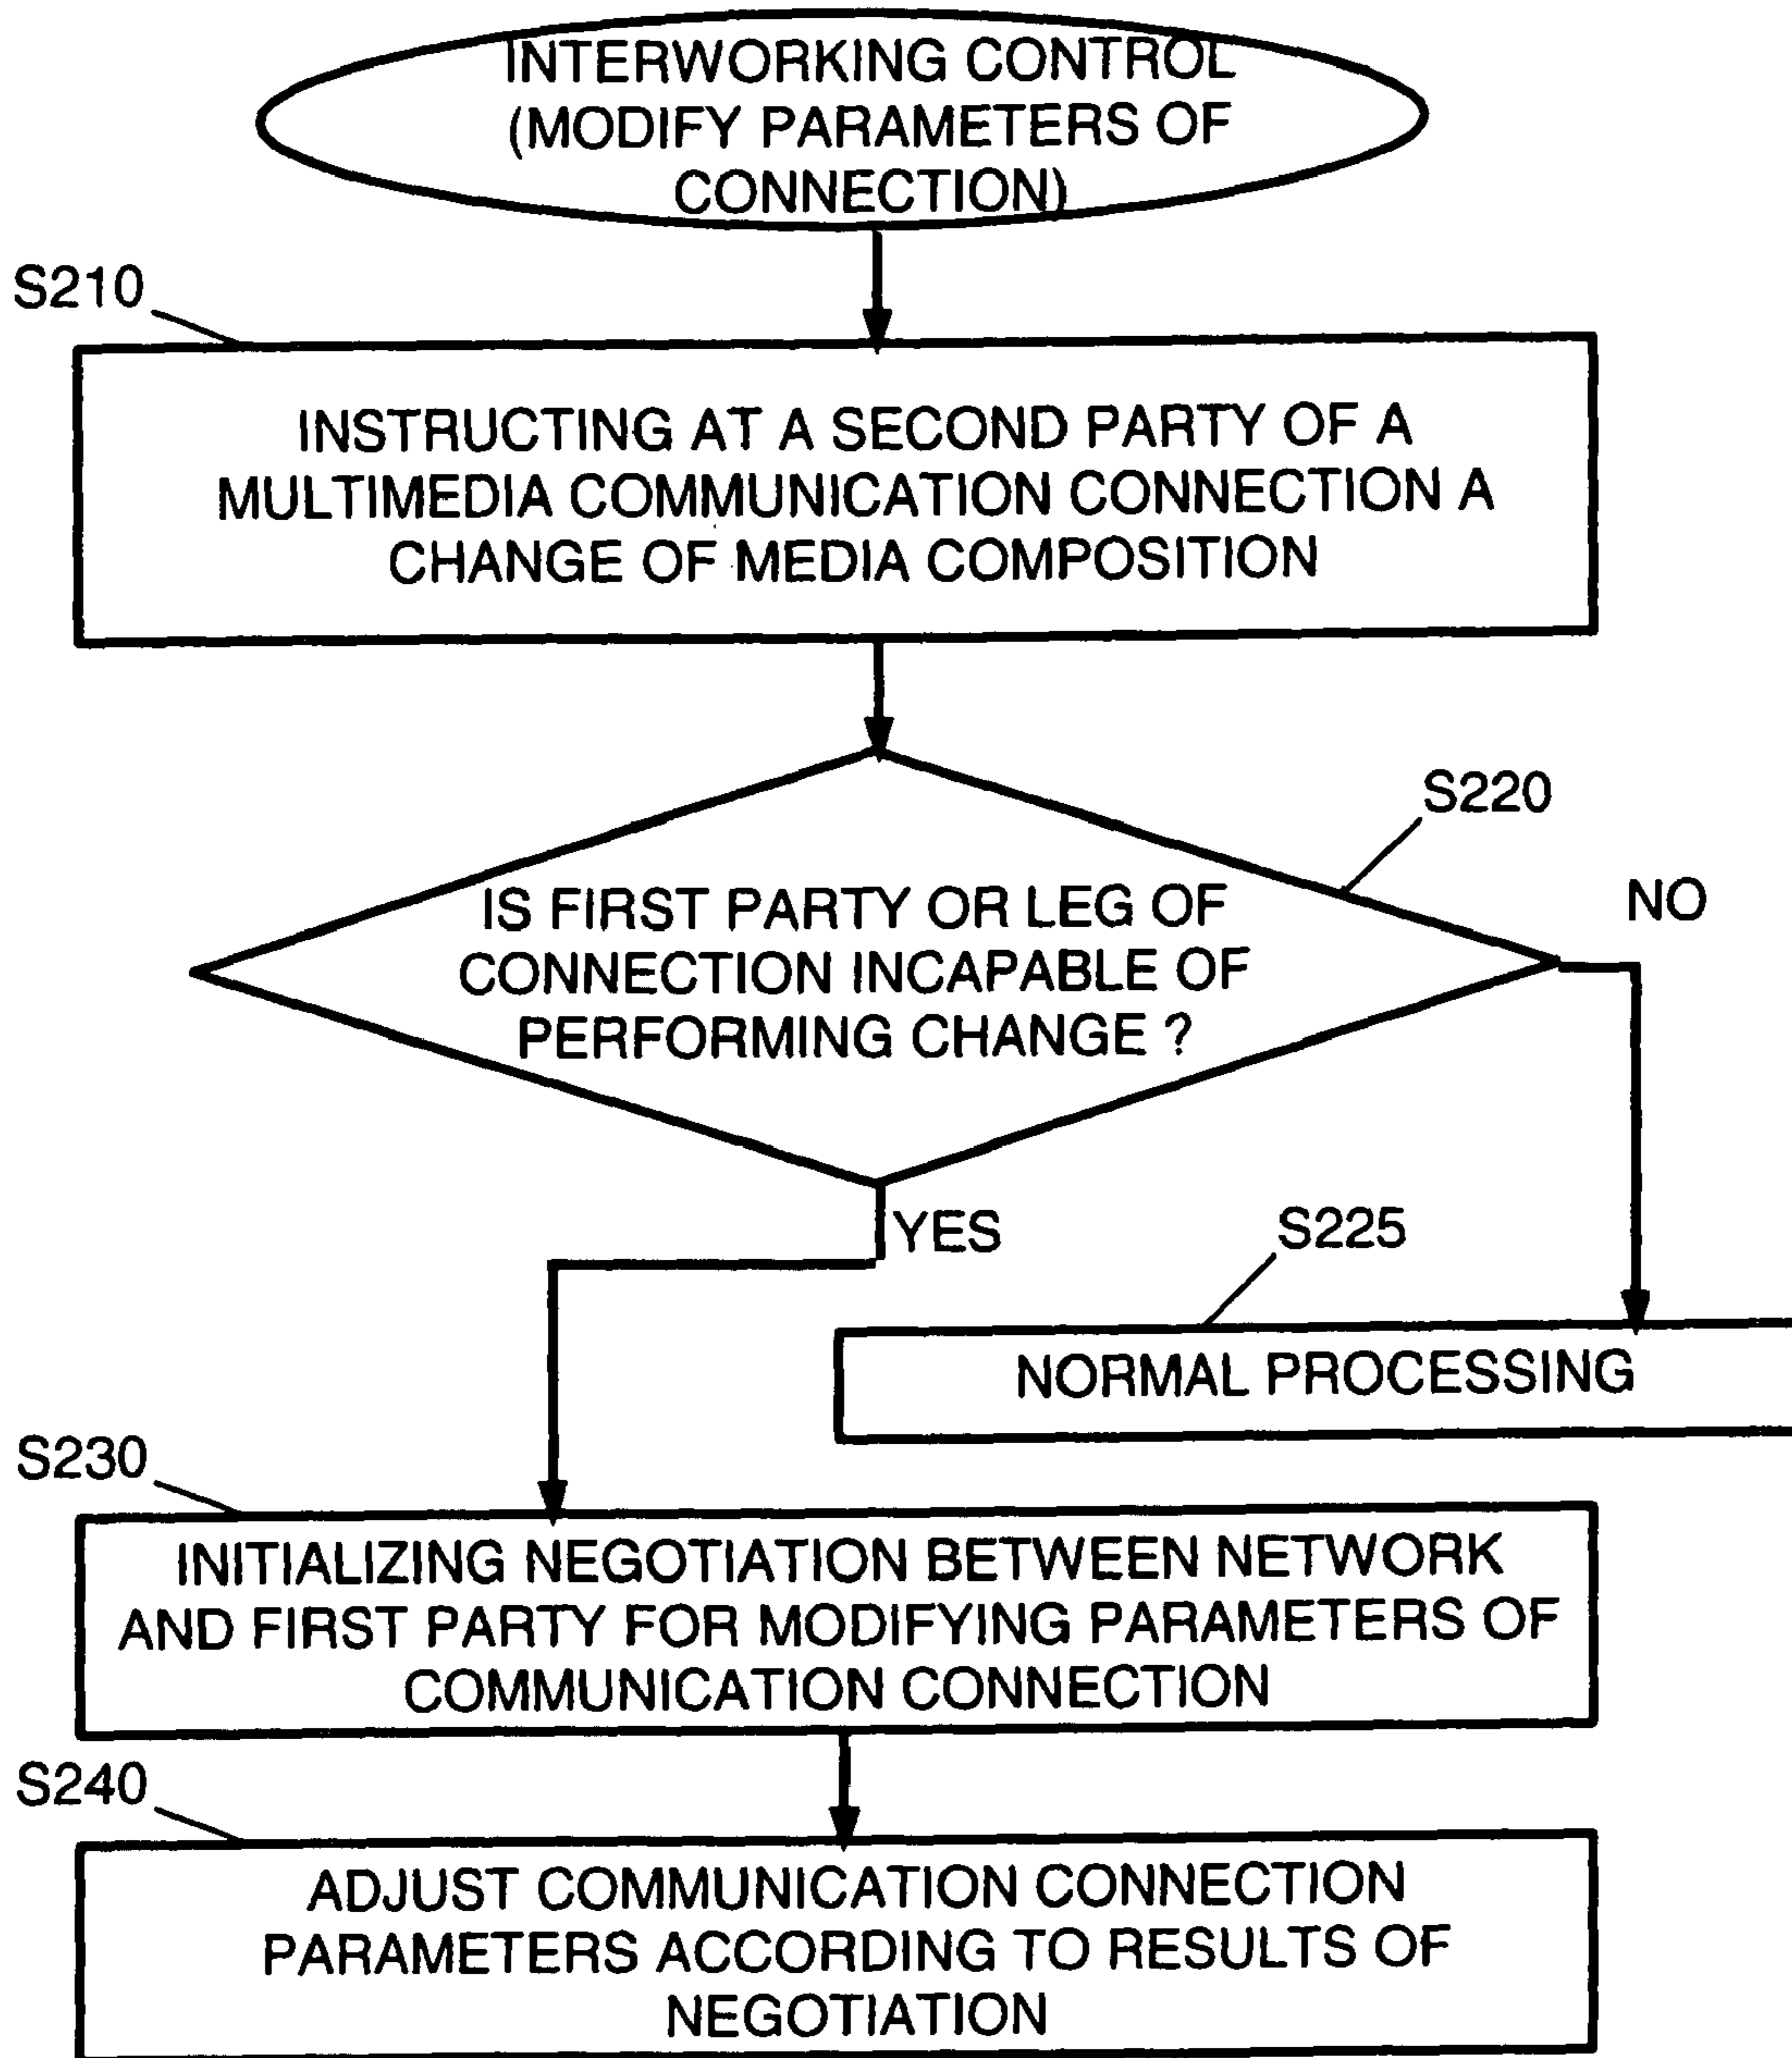 INTERWORKING CONTROL
(MODIFY PARAMETERS OF
CONNECTION)
S210
INSTRUCTING AT A SECOND PARTY OF A
MULTIMEDIA COMMUNICATION CONNECTION A
CHANGE OF MEDIA COMPOSITION
S220
IS FIRST PARTY OR LEG OF
CONNECTION INCAPABLE OF
PERFORMING CHANGE ?
NO
YES
S225
NORMAL PROCESSING
S230
INITIALIZING NEGOTIATION BETWEEN NETWORK
AND FIRST PARTY FOR MODIFYING PARAMETERS OF
COMMUNICATION CONNECTION
S240
ADJUST COMMUNICATION CONNECTION
PARAMETERS ACCORDING TO RESULTS OF
NEGOTIATION